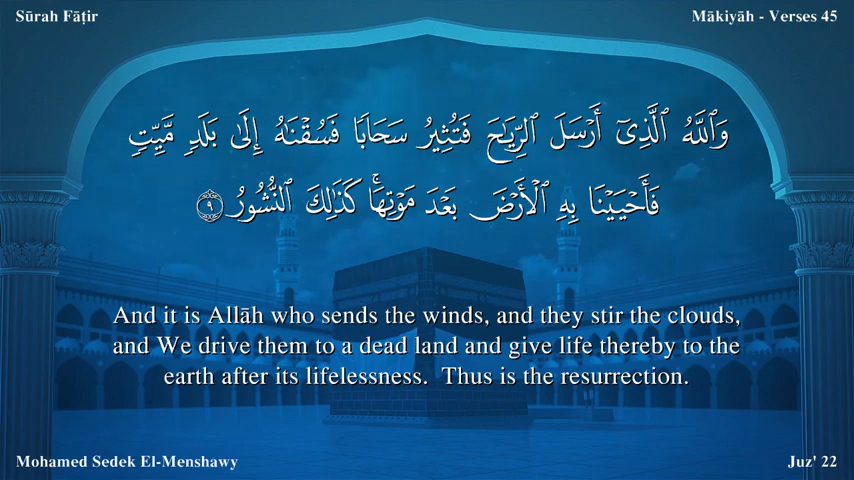 Sūrah Fāṭir
Mākiyāh - Verses 45
وَٱللَّهُ ٱلَّذِىٓ أَرْسَلَ ٱلرِّيَـٰحَ فَتُثِيرُ سَحَابًا فَسُقْنَـٰهُ إِلَىٰ بَلَدٍ مَّيِّتٍ
فَأَحْيَيْنَا بِهِ ٱلْأَرْضَ بَعْدَ مَوْتِهَا ۚ كَذَٰلِكَ ٱلنُّشُورُ ٩
And it is Allāh who sends the winds, and they stir the clouds,
and We drive them to a dead land and give life thereby to the
earth after its lifelessness.  Thus is the resurrection.
Mohamed Sedek El-Menshawy
Juz' 22